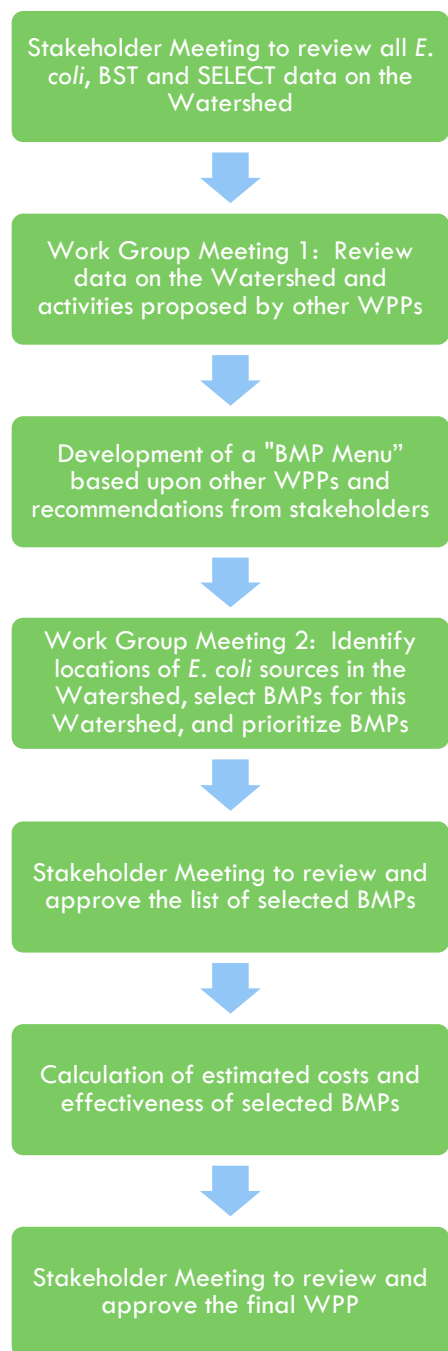 Stakeholder Meeting to review all E.
coli, BST and SELECT data on the
Watershed
Work Group Meeting 1:  Review
data on the Watershed and
activities proposed by other WPPs
Development of a "BMP Menu”
based upon other WPPs and
recommendations from stakeholders
Work Group Meeting 2:  Identify
locations of E. coli sources in the
Watershed, select BMPs for this
Watershed, and prioritize BMPs
Stakeholder Meeting to review and
approve the list of selected BMPs
Calculation of estimated costs and
effectiveness of selected BMPs
Stakeholder Meeting to review and
approve the final WPP